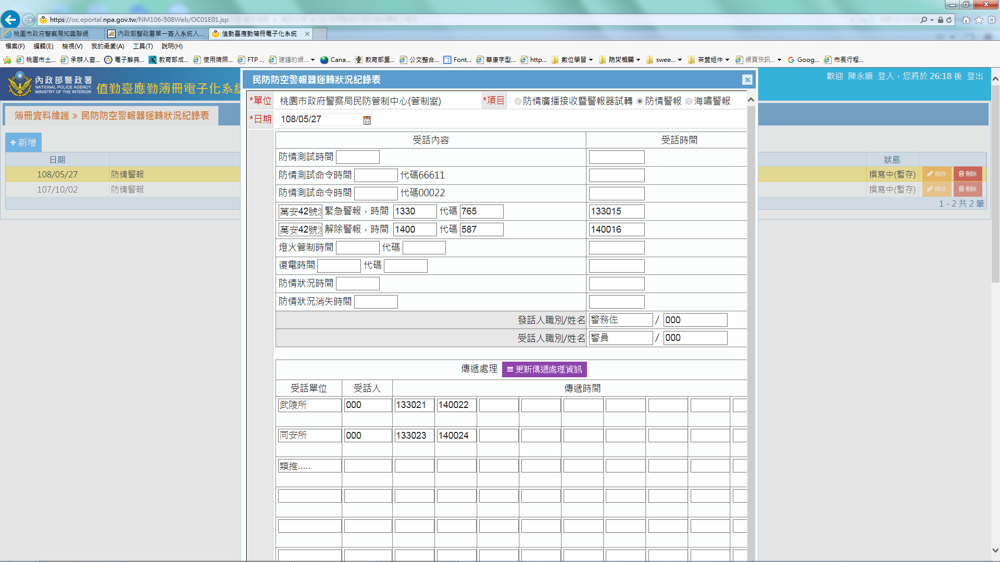 https://oc.eportal.npa.gov.tw/NM106-508Web/OC01E01.jsp
桃園市政府警察局知識聯網
內政部警政署單一簽入系統入...
值勤臺應勤簿冊電子化系統
檔案(F) 編輯(E) 檢視(V) 我的最愛(A) 工具(T) 說明(H)
桃園市土... 承辦人窗... 電子辭典... 教育部成... 使用牌照... FTP ... 建議的網... Cana... 教育部重... 公文整合... Font... 華康字型... http... 數位學習 防災相關 swee... 茶盤組件 網頁快訊... Goog... 市長行程...
內政部警政署
NATIONAL POLICE AGENCY,
MINISTRY OF THE INTERIOR
值勤臺應勤簿冊電子化系統
歡迎 陳永順 登入，您將於 26:18 後 登出
簿冊資料維護 » 民防防空警報器運轉狀況紀錄表
+ 新增
日期 狀態
108/05/27 防情警報 撰寫中(暫存) 修改 刪除
107/10/02 防情警報 撰寫中(暫存) 修改 刪除
1 - 2 共 2 筆
民防防空警報器運轉狀況紀錄表
*單位 桃園市政府警察局民防管制中心(管制室) *項目 防情廣播接收暨警報器試轉 防情警報 海嘯警報
*日期 108/05/27
受話內容 受話時間
防情測試時間
防情測試命令時間 代碼66611
防情測試命令時間 代碼00022
萬安42號 緊急警報，時間 1330 代碼 765 133015
萬安42號 解除警報，時間 1400 代碼 587 140016
燈火管制時間 代碼
復電時間 代碼
防情狀況時間
防情狀況消失時間
發話人職別/姓名 警務佐 / 000
受話人職別/姓名 警員 / 000
傳遞處理 更新傳遞處理資訊
受話單位 受話人 傳遞時間
武陵所 000 133021 140022
同安所 000 133023 140024
類推.....